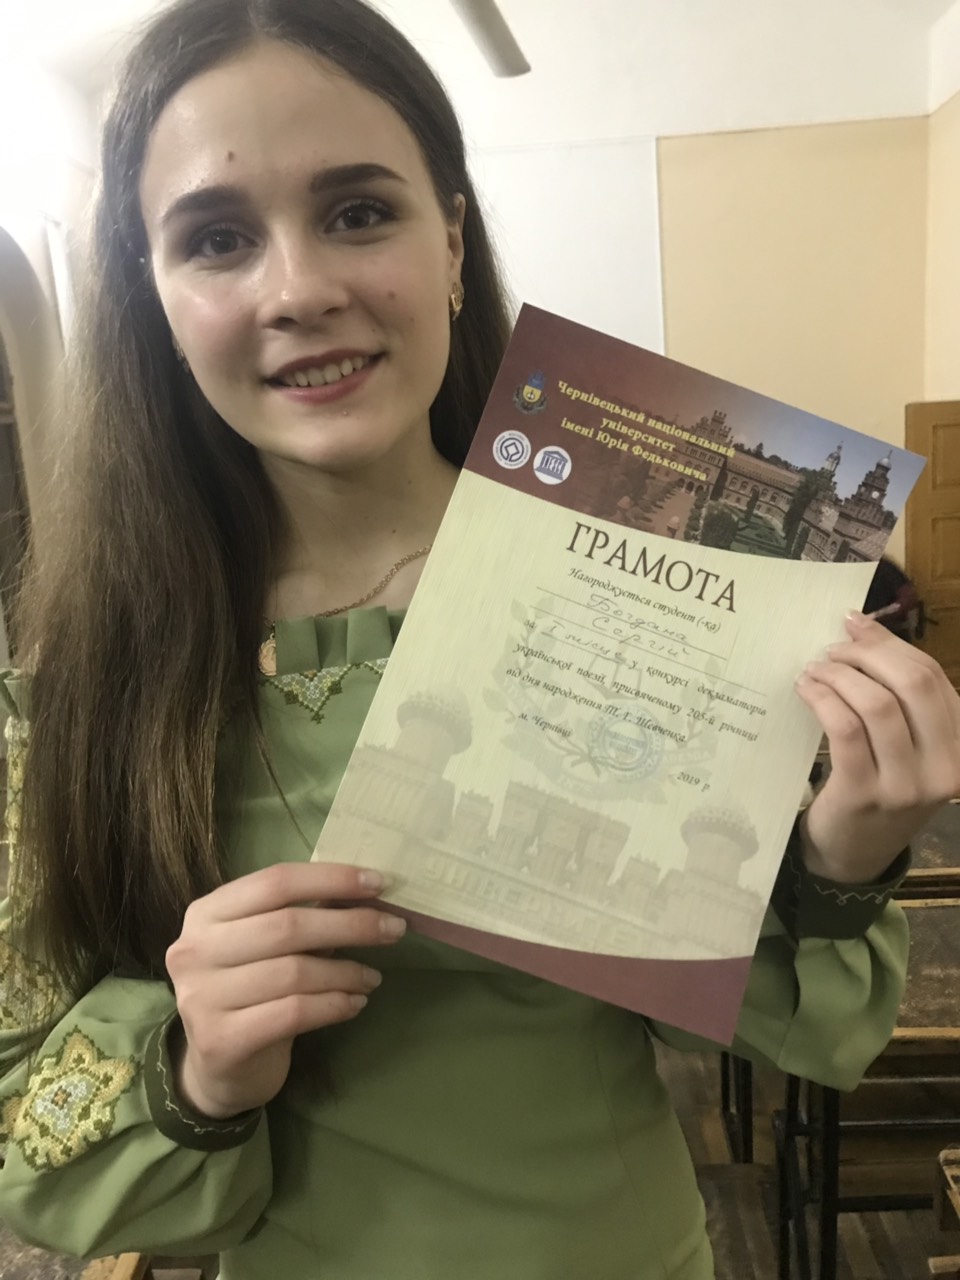 Чернівецький національний
університет
імені Юрія Федьковича
ГРАМОТА
Нагороджується студент (-ка)
Богдана
Сергій
за І місце у конкурсі декламаторів
української поезії, присвяченому 205-й річниці
від дня народження Т. Г. Шевченка.
м. Чернівці
2019 р